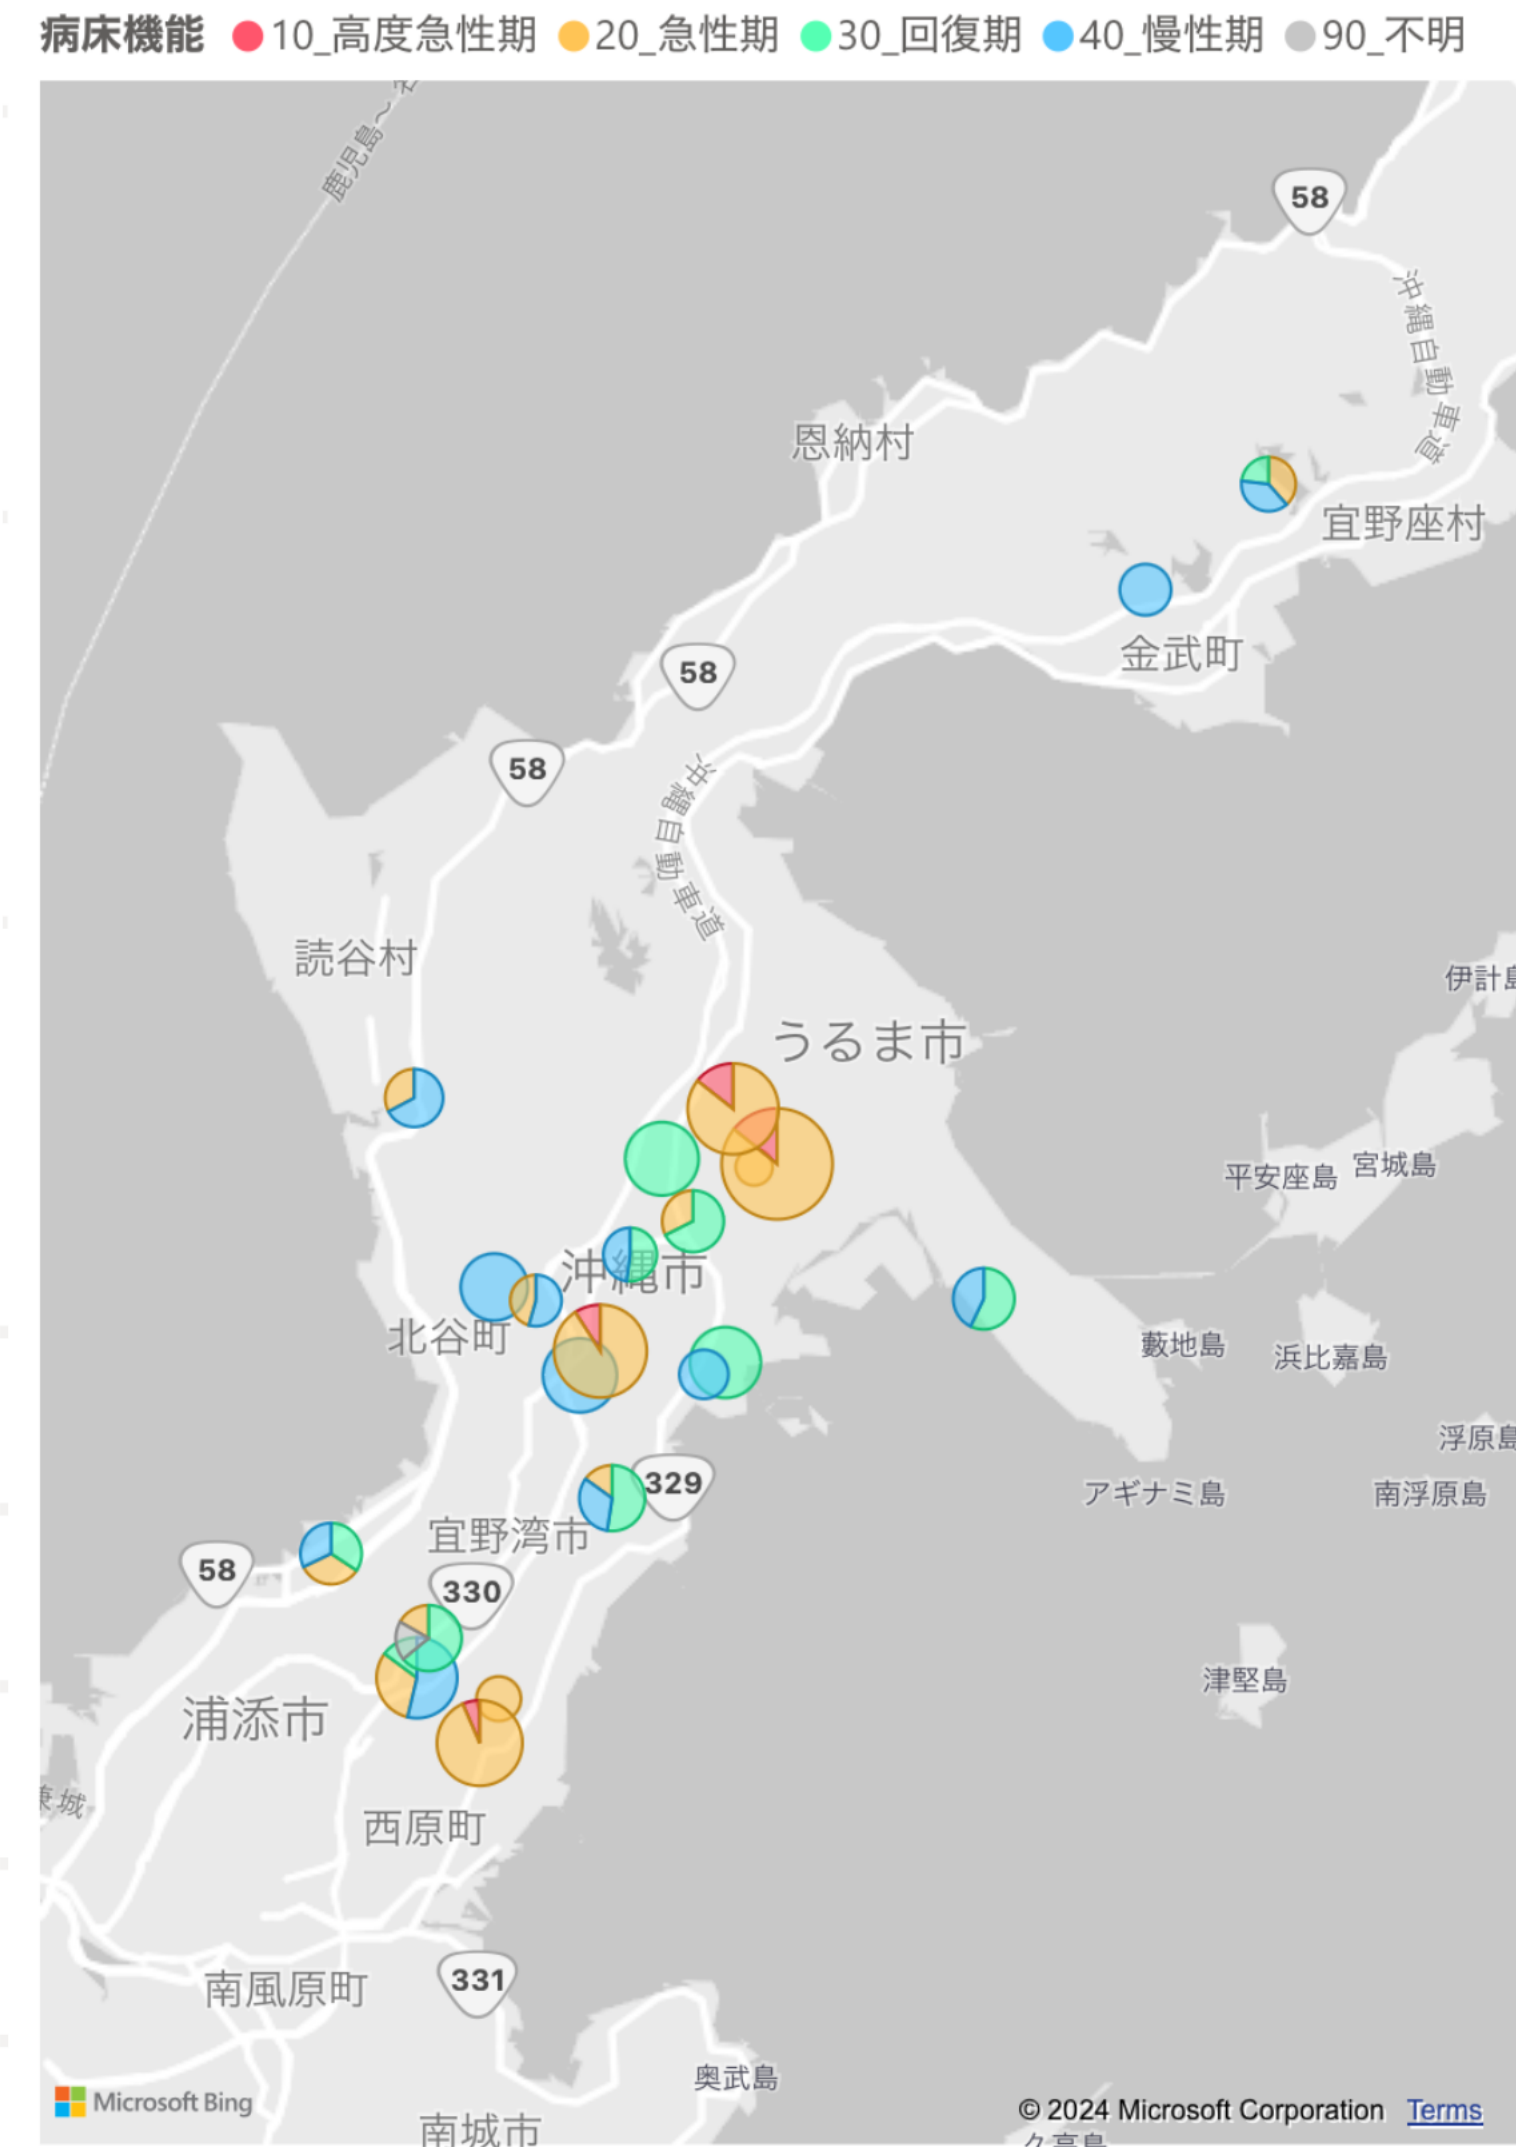 病床機能 10_高度急性期 20_急性期 30_回復期 40_慢性期 90_不明
鹿児島～
58
沖縄自動車道
恩納村
宜野座村
金武町
58
58
沖縄自動車道
読谷村
伊計島
うるま市
平安座島
宮城島
沖縄市
北谷町
藪地島
浜比嘉島
浮原島
329
アギナミ島
南浮原島
宜野湾市
58
330
津堅島
浦添市
西原町
南風原町
331
奥武島
Microsoft Bing
© 2024 Microsoft Corporation Terms
南城市
久高島